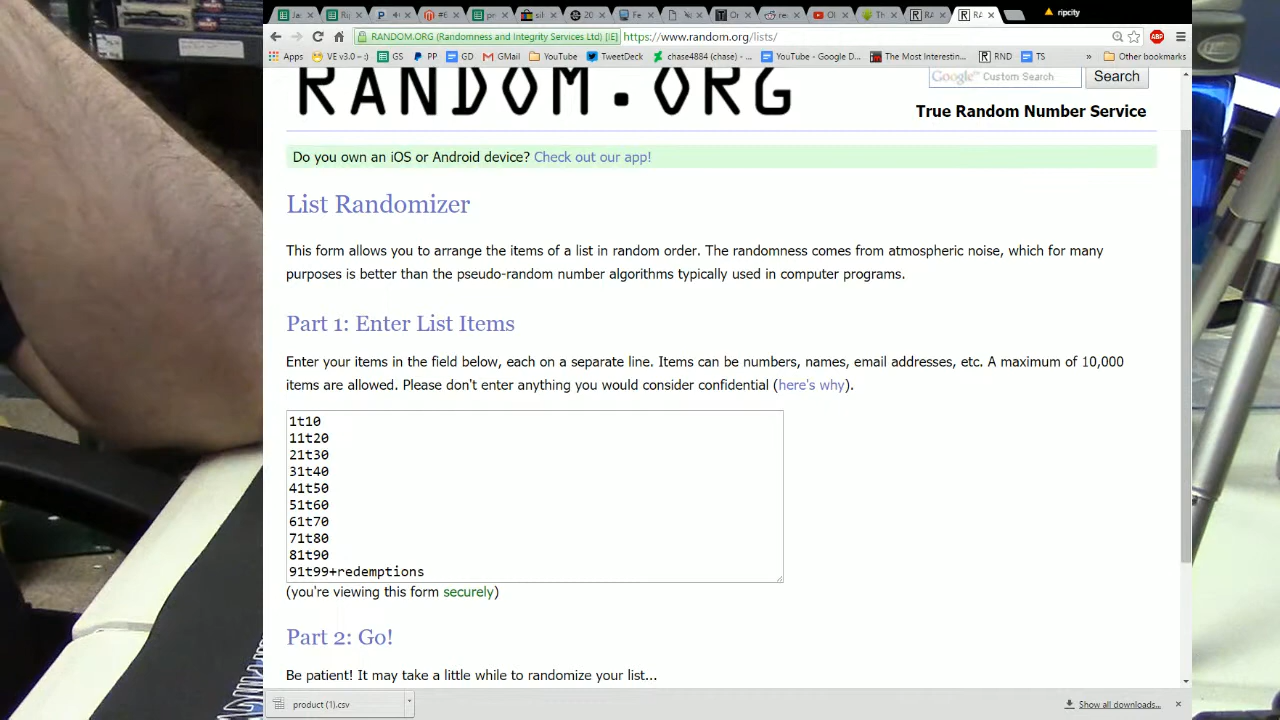 ripcity
RANDOM.ORG (Randomness and Integrity Services Ltd) [IE] https://www.random.org/lists/
Apps VE v3.0 ~ :) GS PP GD GMail YouTube TweetDeck chase4884 (chase) - ... YouTube - Google D... The Most Interestin... RND TS » Other bookmarks
RANDOM.ORG
Google™ Custom Search Search
True Random Number Service
Do you own an iOS or Android device? Check out our app!
List Randomizer
This form allows you to arrange the items of a list in random order. The randomness comes from atmospheric noise, which for many
purposes is better than the pseudo-random number algorithms typically used in computer programs.
Part 1: Enter List Items
Enter your items in the field below, each on a separate line. Items can be numbers, names, email addresses, etc. A maximum of 10,000
items are allowed. Please don't enter anything you would consider confidential (here's why).
1t10
11t20
21t30
31t40
41t50
51t60
61t70
71t80
81t90
91t99+redemptions
(you're viewing this form securely)
Part 2: Go!
Be patient! It may take a little while to randomize your list...
product (1).csv
Show all downloads...